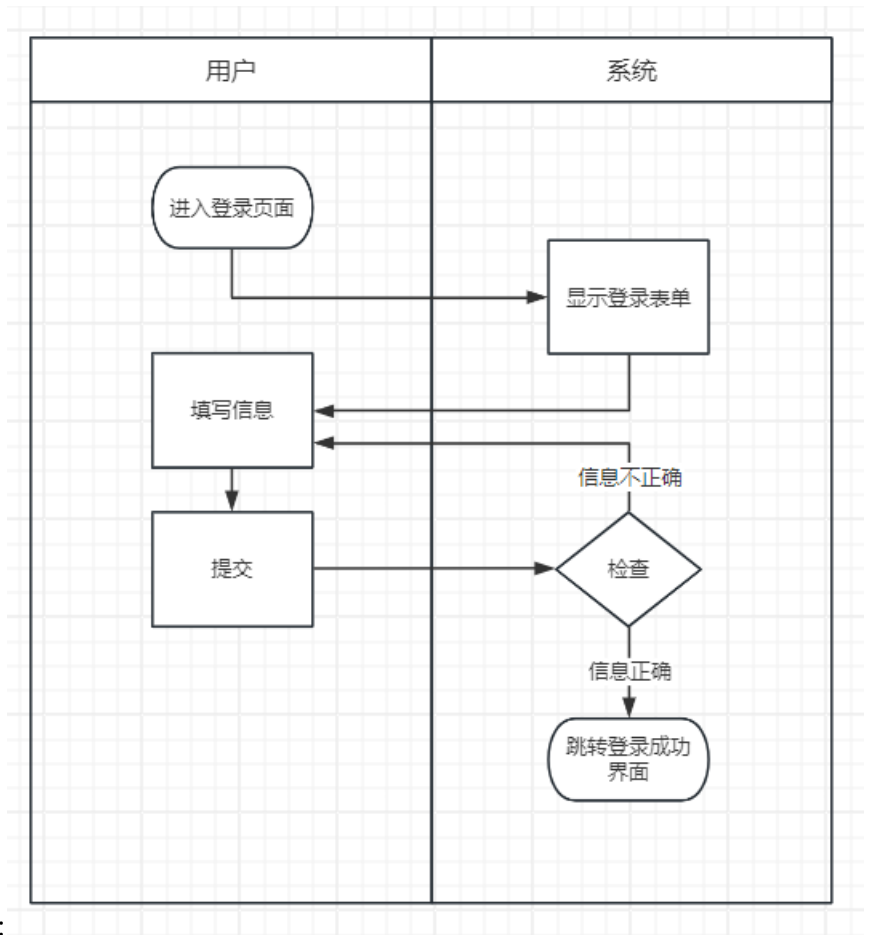 用户
系统
进入登录页面
显示登录表单
填写信息
信息不正确
提交
检查
信息正确
跳转登录成功
界面
: